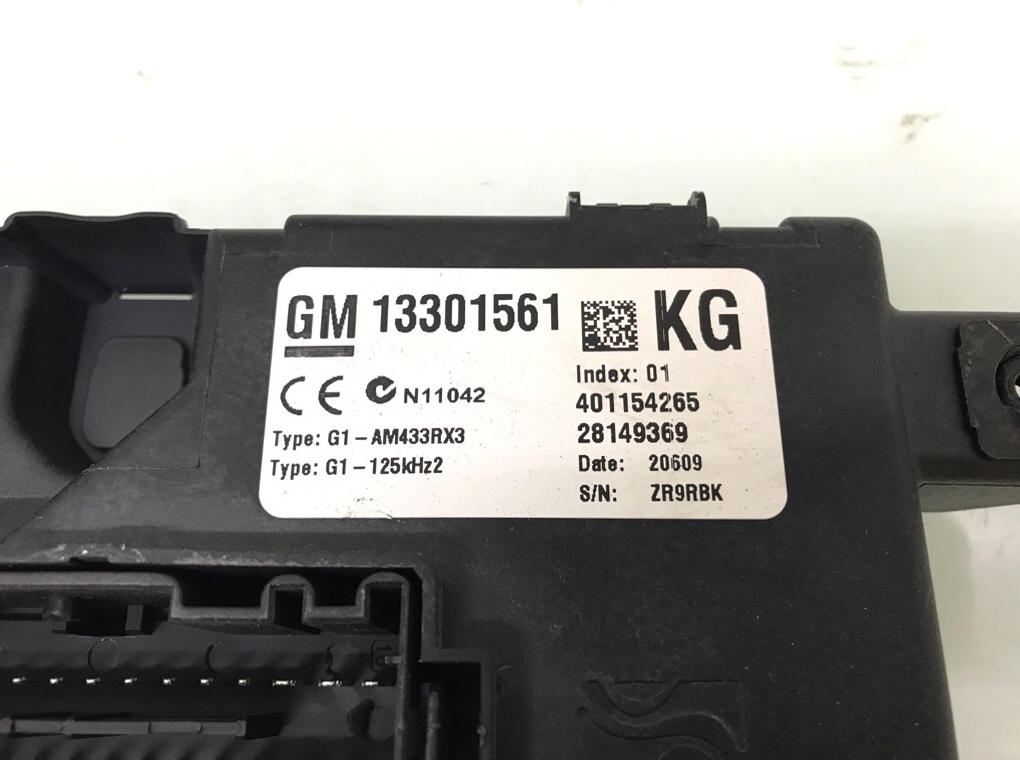 GM 13301561 KG
Index: 01
CE N11042
401154265
Type: G1-AM433RX3
28149369
Type: G1-125kHz2
Date: 20609
S/N: ZR9RBK